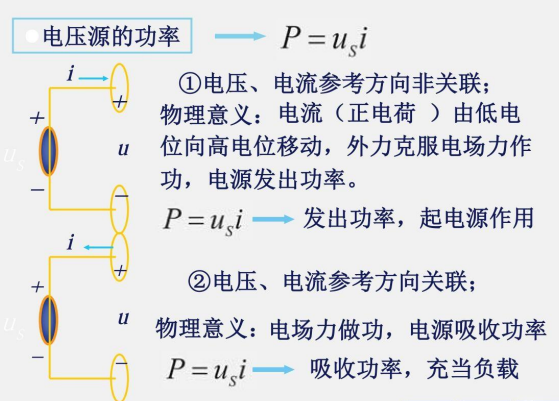 电压源的功率 P = uSi
i
①电压、电流参考方向非关联；
+
物理意义：电流（正电荷 ）由低电
+
uS u 位向高电位移动，外力克服电场力作
功，电源发出功率。
− −
P = uSi 发出功率，起电源作用
i
+
②电压、电流参考方向关联；
+
uS u 物理意义：电场力做功，电源吸收功率
− −
P = uSi 吸收功率，充当负载